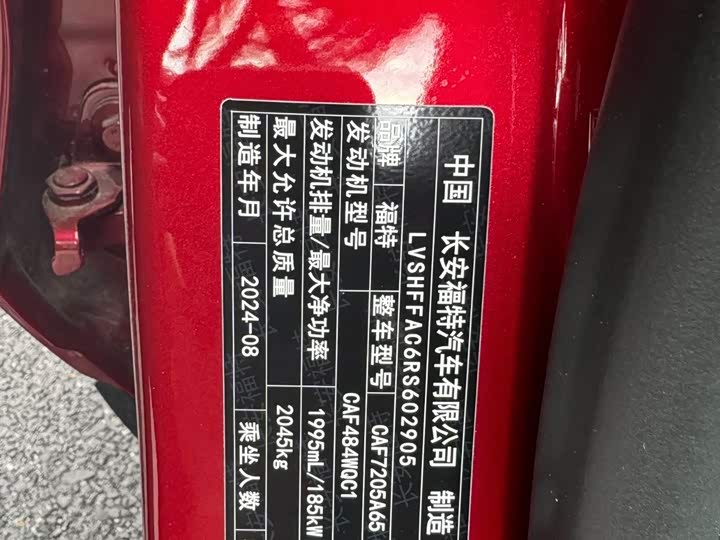 中国 长安福特汽车有限公司 制造
LVSHFFAC6RS602905
品牌 福特 整车型号 CAF7205A65
发动机型号 CAF484WQC1
发动机排量/最大净功率 1995mL/185kW
最大允许总质量 2045kg
制造年月 2024-08 乘坐人数